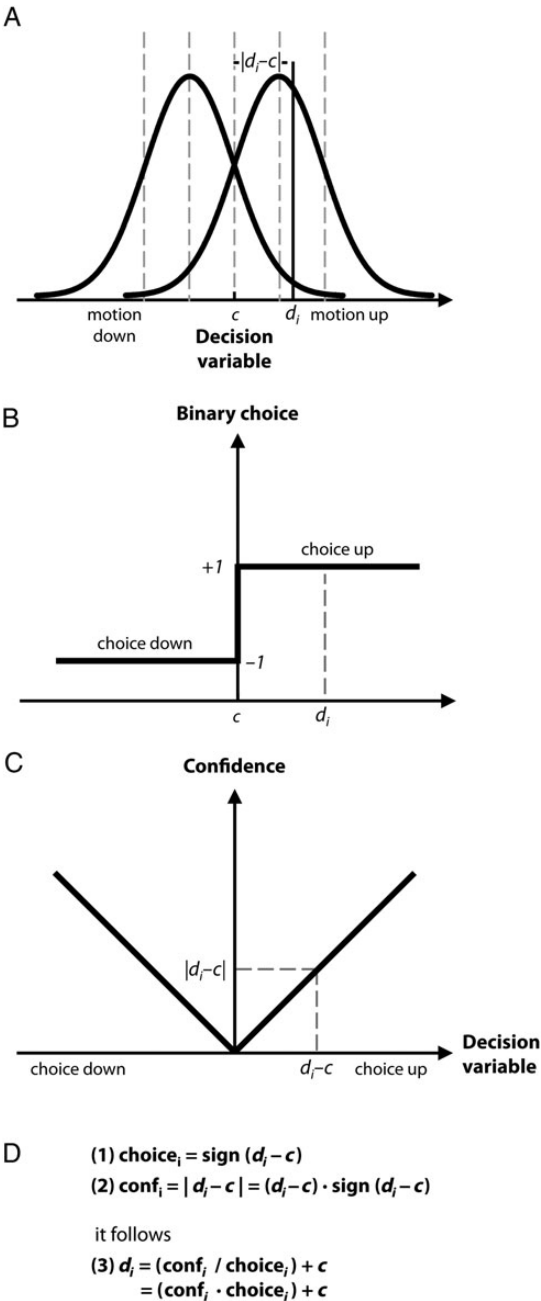 A
|dᵢ–c|
motion down
c
dᵢ
motion up
Decision variable
B
Binary choice
choice up
+1
choice down
–1
c
dᵢ
C
Confidence
|dᵢ–c|
Decision variable
choice down
dᵢ–c
choice up
D
(1) choiceᵢ = sign (dᵢ – c)
(2) confᵢ = | dᵢ – c | = (dᵢ – c) · sign (dᵢ – c)
it follows
(3) dᵢ = (confᵢ / choiceᵢ) + c
= (confᵢ · choiceᵢ) + c